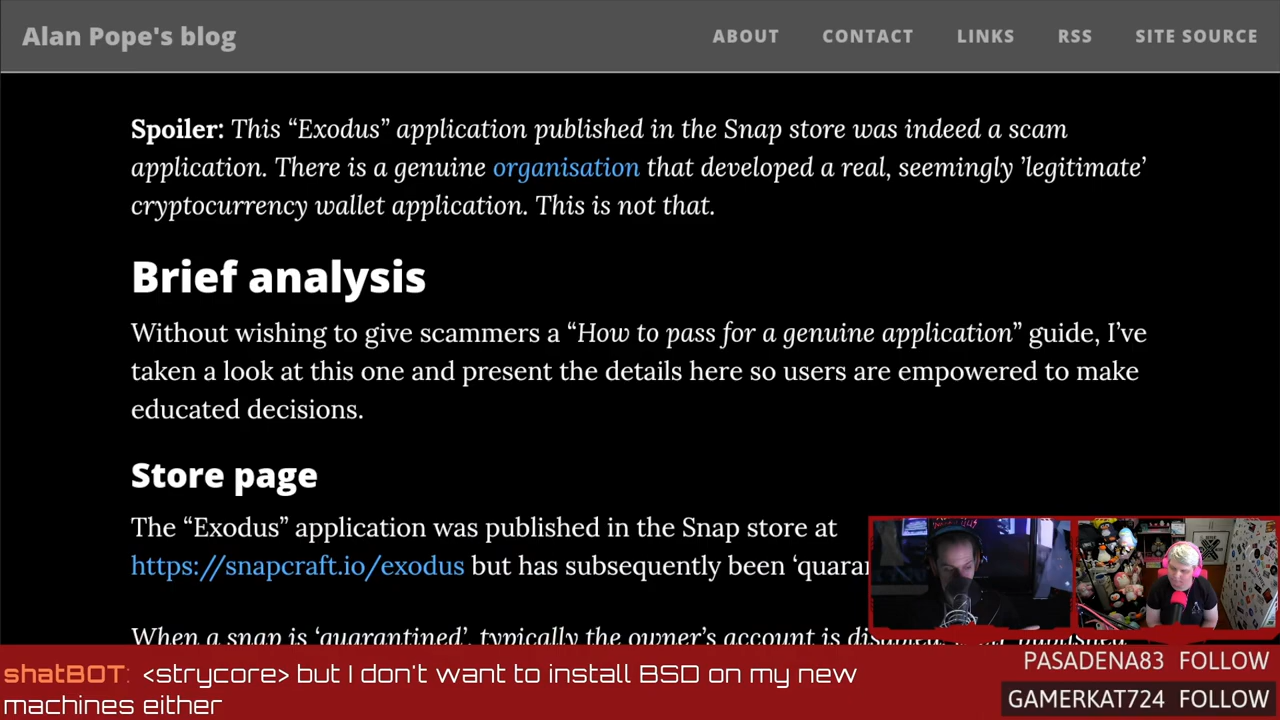 Alan Pope's blog
ABOUT
CONTACT
LINKS
RSS
SITE SOURCE
Spoiler: This “Exodus” application published in the Snap store was indeed a scam
application. There is a genuine organisation that developed a real, seemingly ’legitimate’
cryptocurrency wallet application. This is not that.
Brief analysis
Without wishing to give scammers a “How to pass for a genuine application” guide, I’ve
taken a look at this one and present the details here so users are empowered to make
educated decisions.
Store page
The “Exodus” application was published in the Snap store at
https://snapcraft.io/exodus but has subsequently been
When a snap is ‘quarantined’, typically the owner’s account is
shatBOT: <strycore> but I don't want to install BSD on my new
machines either
PASADENA83 FOLLOW
GAMERKAT724 FOLLOW